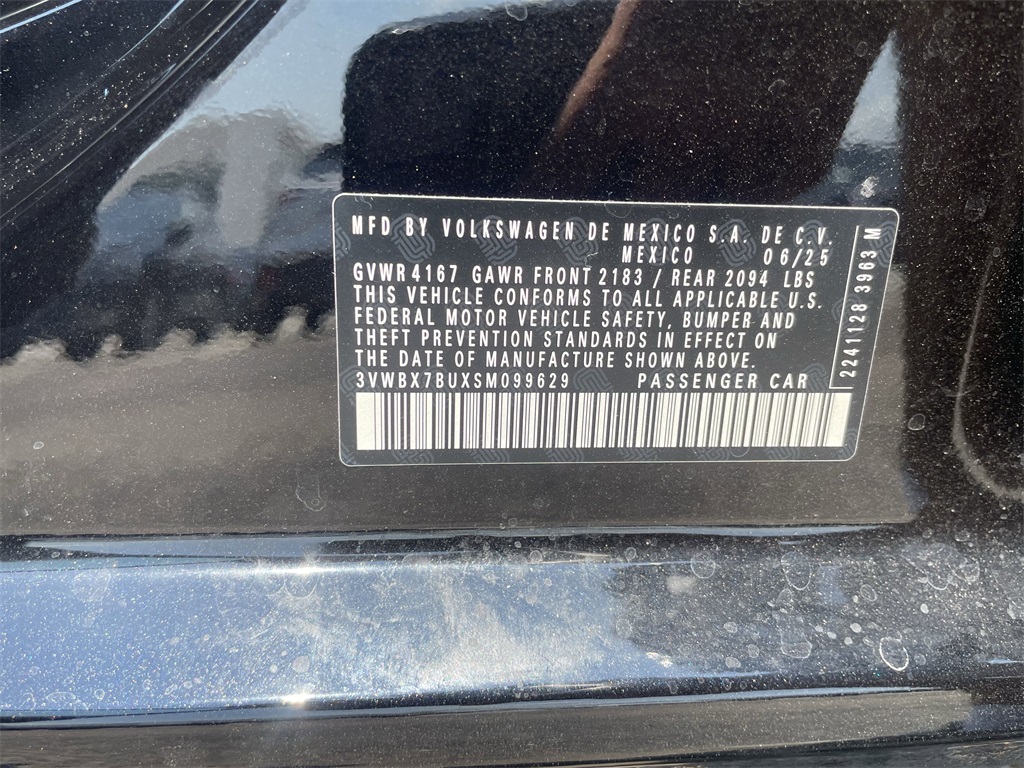 MFD BY VOLKSWAGEN DE MEXICO S.A. DE C.V.
MEXICO 06/25
GVWR 4167 GAWR FRONT 2183 / REAR 2094 LBS
THIS VEHICLE CONFORMS TO ALL APPLICABLE U.S.
FEDERAL MOTOR VEHICLE SAFETY, BUMPER AND
THEFT PREVENTION STANDARDS IN EFFECT ON
THE DATE OF MANUFACTURE SHOWN ABOVE.
3VWBX7BUXSM099629 PASSENGER CAR
2241128 3963 M